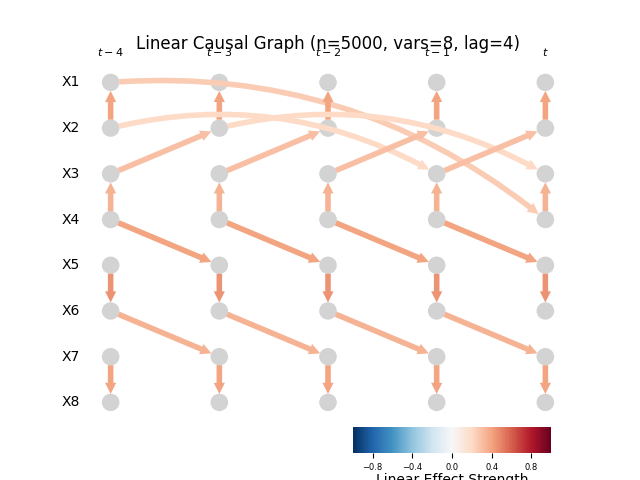 Linear Causal Graph (n=5000, vars=8, lag=4)
t − 4 t − 3 t − 2 t − 1 t
X1
X2
X3
X4
X5
X6
X7
X8
−0.8 −0.4 0.0 0.4 0.8
Linear Effect Strength